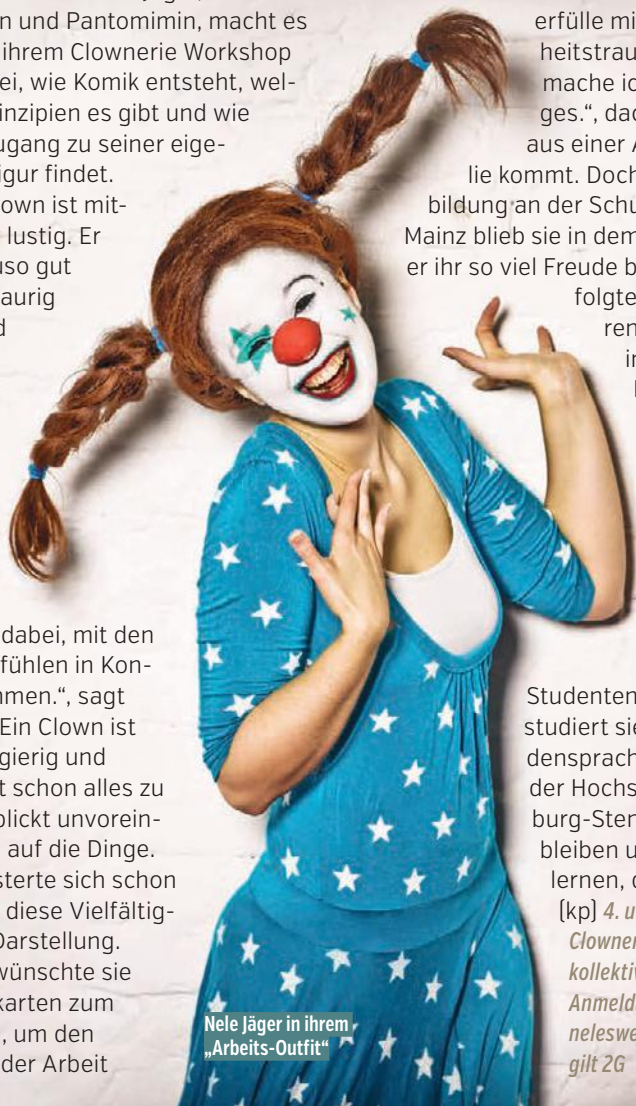 n und Pantomimin, macht es
ihrem Clownerie Workshop
ei, wie Komik entsteht, wel-
inzipien es gibt und wie
ugang zu seiner eige-
igur findet.
own ist mit-
lustig. Er
uso gut
aurig
d
dabei, mit den
fühlen in Kon-
mmen.“, sagt
Ein Clown ist
gierig und
t schon alles zu
blickt unvorein-
auf die Dinge.
sterte sich schon
diese Vielfältig-
Darstellung.
wünschte sie
karten zum
, um den
der Arbeit
Nele Jäger in ihrem
„Arbeits-Outfit“
erfülle mi
heitstrau
mache ic
ges.“, dac
aus einer A
lie kommt. Doch
bildung an der Schu
Mainz blieb sie in dem
er ihr so viel Freude b
folgte
ren
in
Studenten
studiert sie
densprach
der Hochs
burg-Sten
bleiben u
lernen, d
(kp) 4. u
Clowner
kollektiv
Anmeld
neleswe
gilt 2G